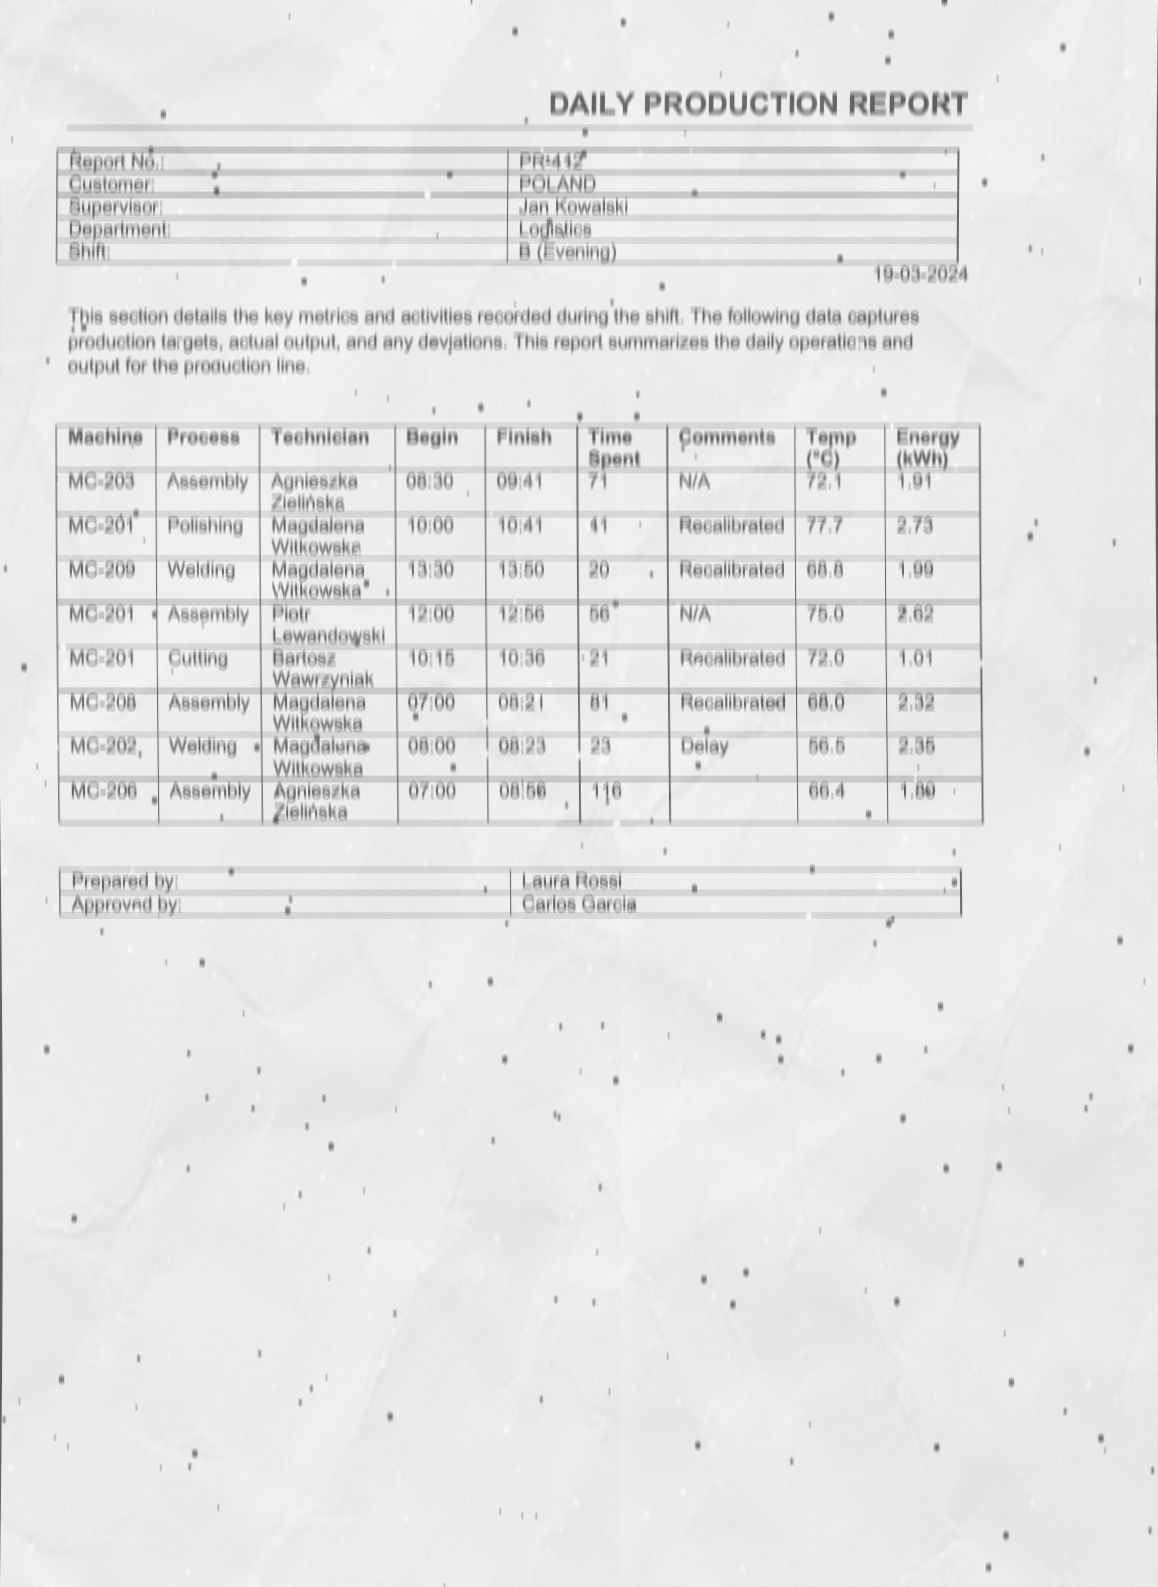 DAILY PRODUCTION REPORT
Report No.: PR-412
Customer: POLAND
Supervisor: Jan Kowalski
Department: Logistics
Shift: B (Evening)
19-03-2024
This section details the key metrics and activities recorded during the shift. The following data captures
production targets, actual output, and any deviations. This report summarizes the daily operations and
output for the production line.
Machine Process Technician Begin Finish Time Spent Comments Temp (°C) Energy (kWh)
MC-203 Assembly Agnieszka Zielińska 08:30 09:41 71 N/A 72.1 1.91
MC-201 Polishing Magdalena Witkowska 10:00 10:41 41 Recalibrated 77.7 2.73
MC-209 Welding Magdalena Witkowska 13:30 13:50 20 Recalibrated 68.8 1.99
MC-201 Assembly Piotr Lewandowski 12:00 12:56 56 N/A 75.0 2.62
MC-201 Cutting Bartosz Wawrzyniak 10:15 10:36 21 Recalibrated 72.0 1.01
MC-208 Assembly Magdalena Witkowska 07:00 08:21 81 Recalibrated 68.0 2.32
MC-202 Welding Magdalena Witkowska 08:00 08:23 23 Delay 56.5 2.35
MC-206 Assembly Agnieszka Zielińska 07:00 08:56 116 66.4
Prepared by: Laura Rossi
Approved by: Carlos Garcia